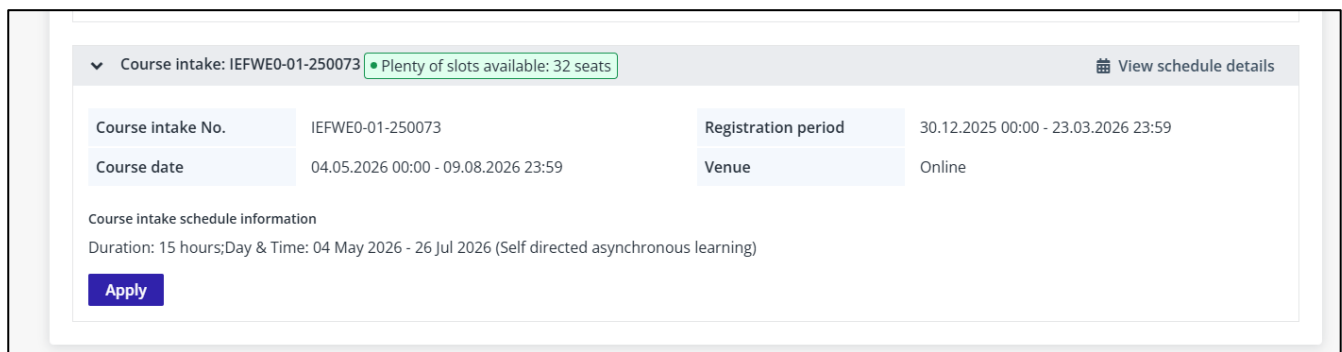 Course intake: IEFWE0-01-250073 • Plenty of slots available: 32 seats View schedule details
Course intake No. IEFWE0-01-250073 Registration period 30.12.2025 00:00 - 23.03.2026 23:59
Course date 04.05.2026 00:00 - 09.08.2026 23:59 Venue Online
Course intake schedule information
Duration: 15 hours;Day & Time: 04 May 2026 - 26 Jul 2026 (Self directed asynchronous learning)
Apply